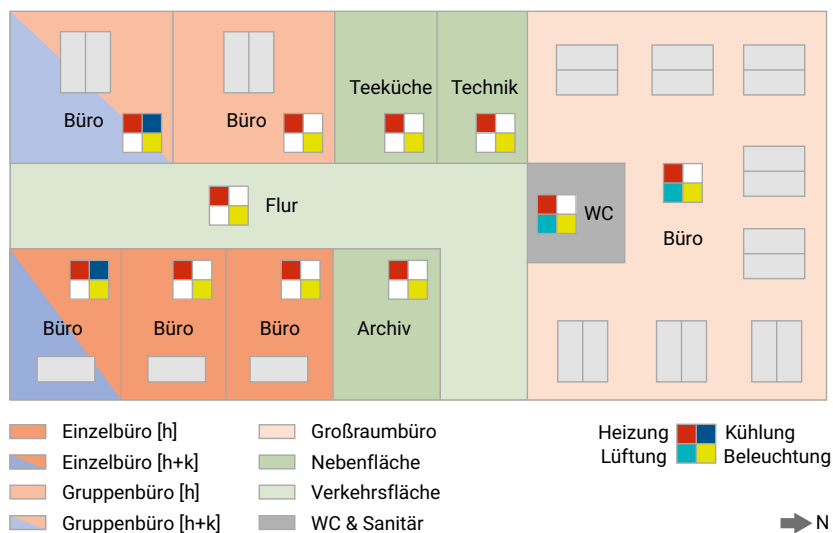 Teeküche
Technik
Büro
Büro
Flur
WC
Büro
Büro
Büro
Büro
Archiv
Einzelbüro [h]
Einzelbüro [h+k]
Gruppenbüro [h]
Gruppenbüro [h+k]
Großraumbüro
Nebenfläche
Verkehrsfläche
WC & Sanitär
Heizung
Kühlung
Lüftung
Beleuchtung
N